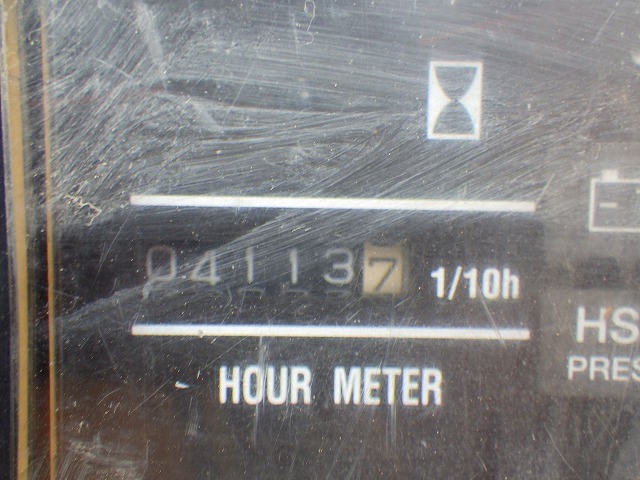 041137 1/10h
HOUR METER
HS
PRES